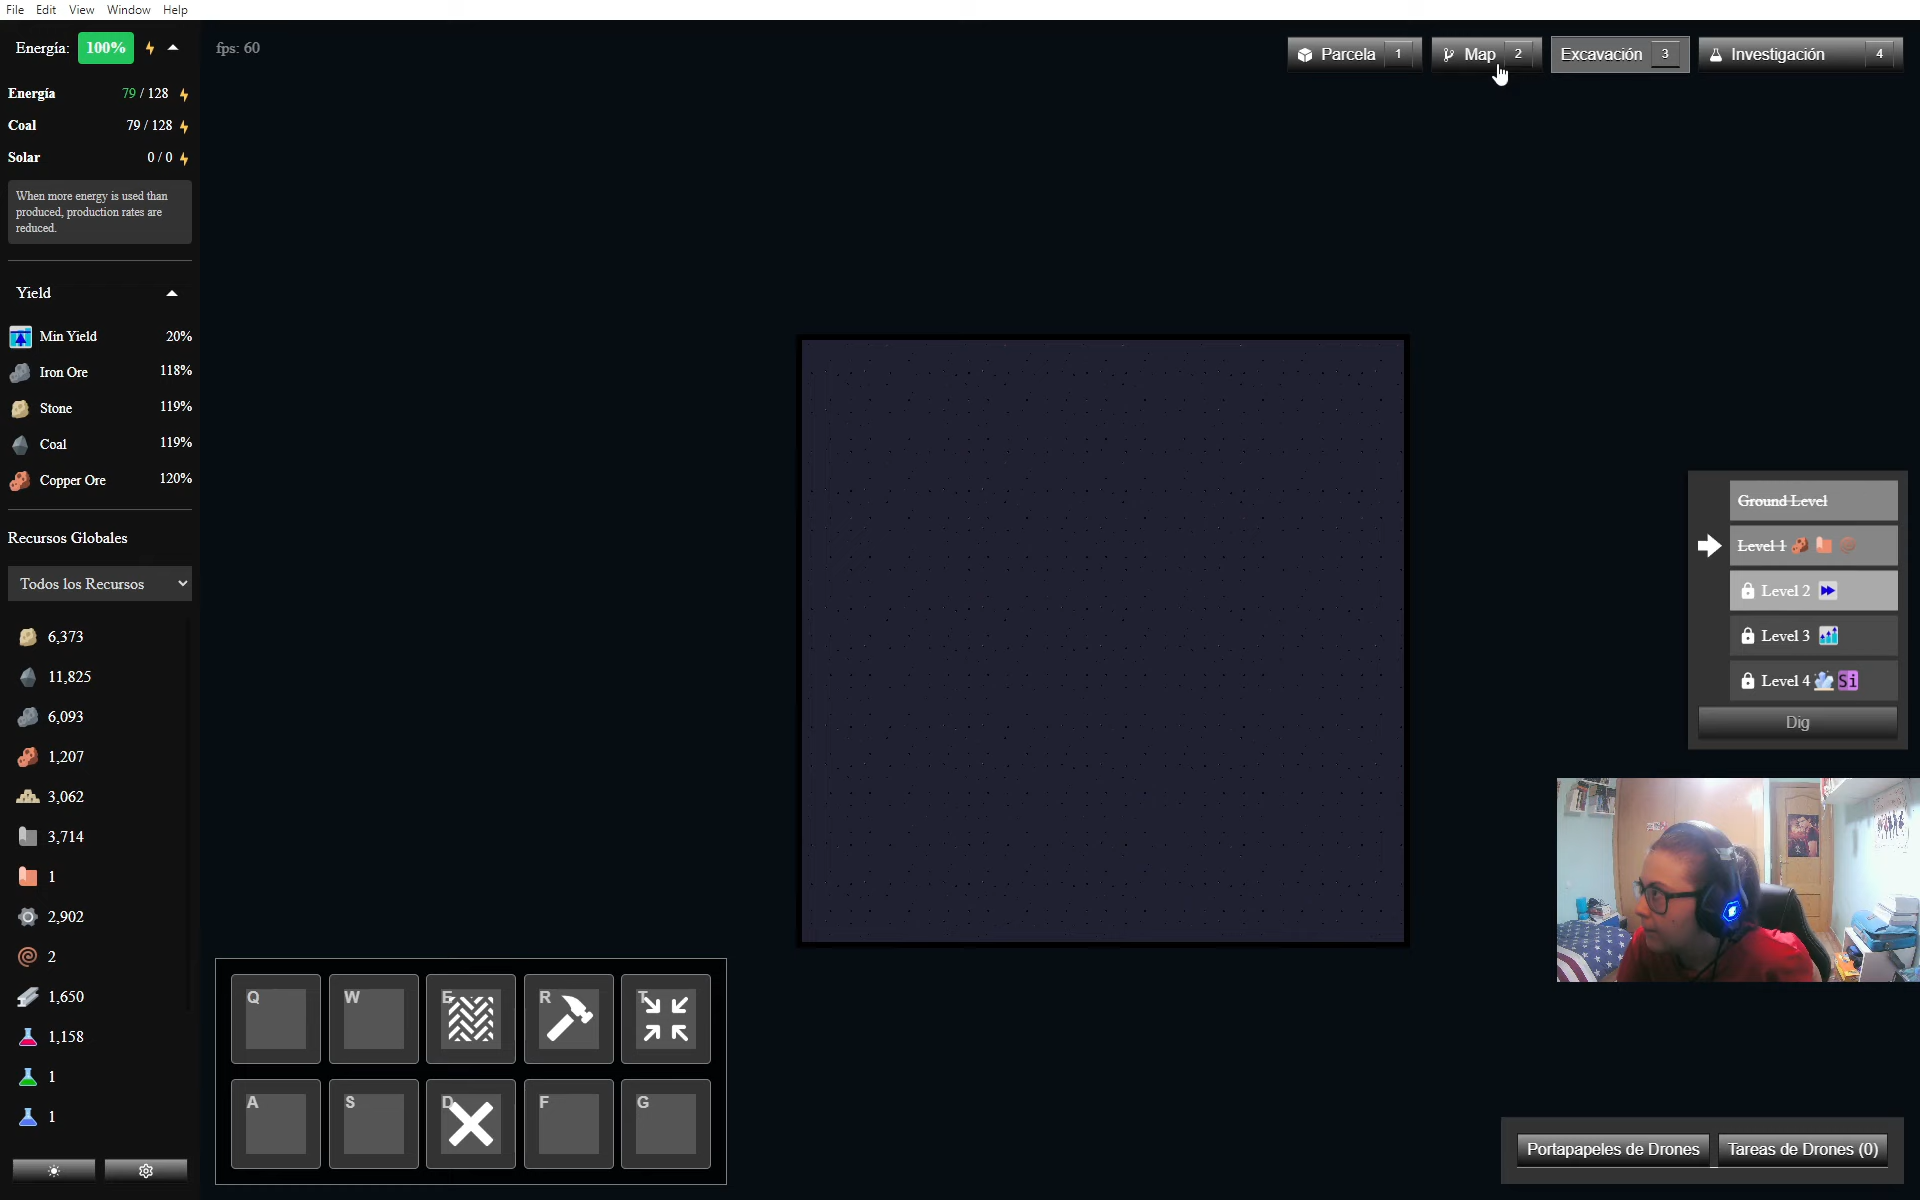 File Edit View Window Help
Energía: 100%
fps: 60
Parcela 1
Map 2
Excavación 3
Investigación 4
Energía 79 / 128
Coal 79 / 128
Solar 0 / 0
When more energy is used than
produced, production rates are
reduced.
Yield
Min Yield 20%
Iron Ore 118%
Stone 119%
Coal 119%
Copper Ore 120%
Recursos Globales
Todos los Recursos
6,373
11,825
6,093
1,207
3,062
3,714
1
2,902
2
1,650
1,158
1
1
Ground Level
Level 1
Level 2
Level 3
Level 4 Si
Dig
Q W E R T
A S D F G
Portapapeles de Drones
Tareas de Drones (0)